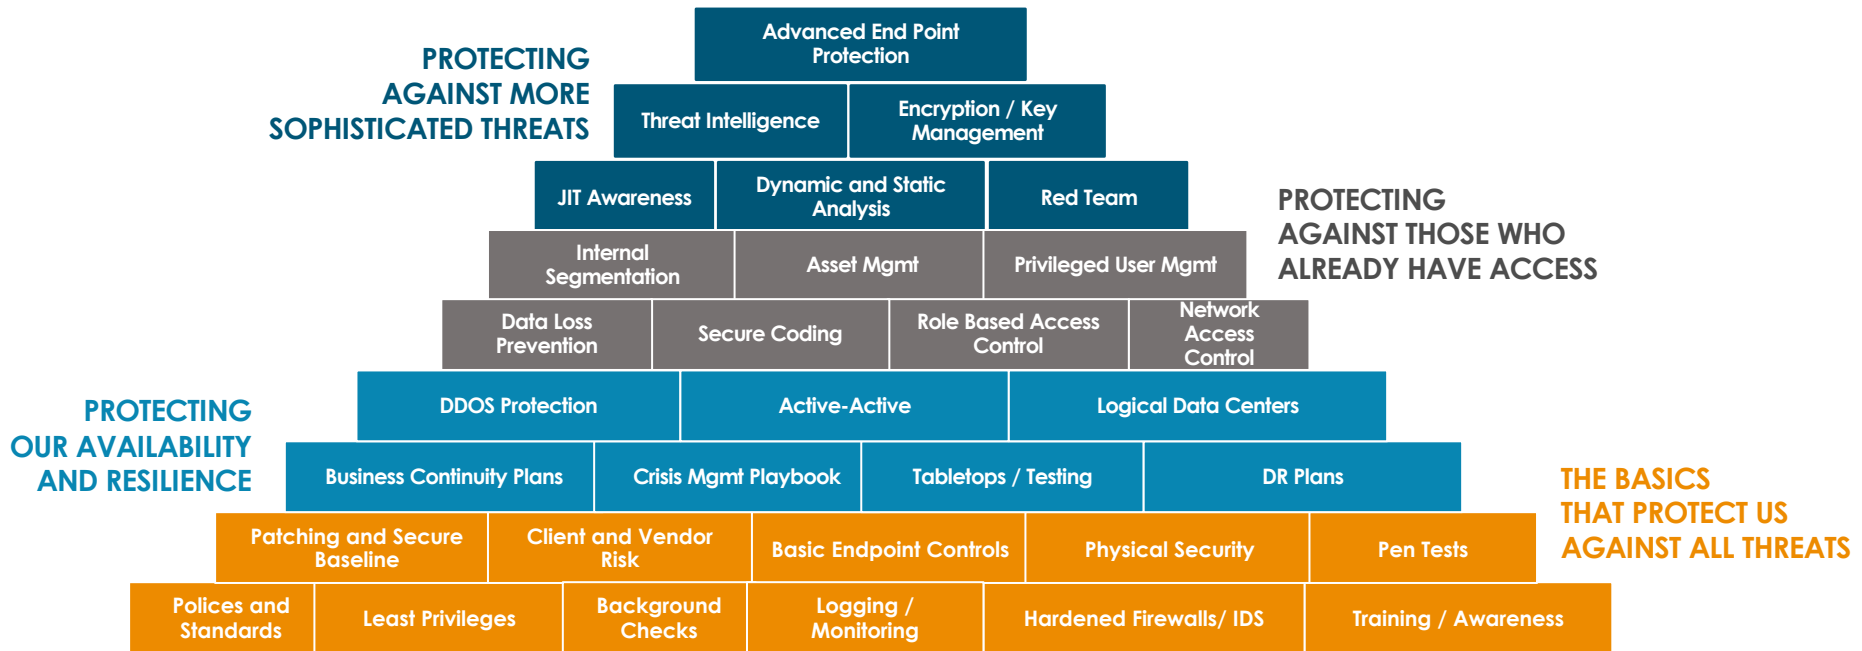 Advanced End Point
Protection
PROTECTING
AGAINST MORE
SOPHISTICATED THREATS
Threat Intelligence
Encryption / Key
Management
JIT Awareness
Dynamic and Static
Analysis
Red Team
PROTECTING
AGAINST THOSE WHO
ALREADY HAVE ACCESS
Internal
Segmentation
Asset Mgmt
Privileged User Mgmt
Data Loss
Prevention
Secure Coding
Role Based Access
Control
Network
Access
Control
PROTECTING
OUR AVAILABILITY
AND RESILIENCE
DDOS Protection
Active-Active
Logical Data Centers
Business Continuity Plans
Crisis Mgmt Playbook
Tabletops / Testing
DR Plans
THE BASICS
THAT PROTECT US
AGAINST ALL THREATS
Patching and Secure
Baseline
Client and Vendor
Risk
Basic Endpoint Controls
Physical Security
Pen Tests
Polices and
Standards
Least Privileges
Background
Checks
Logging /
Monitoring
Hardened Firewalls/ IDS
Training / Awareness